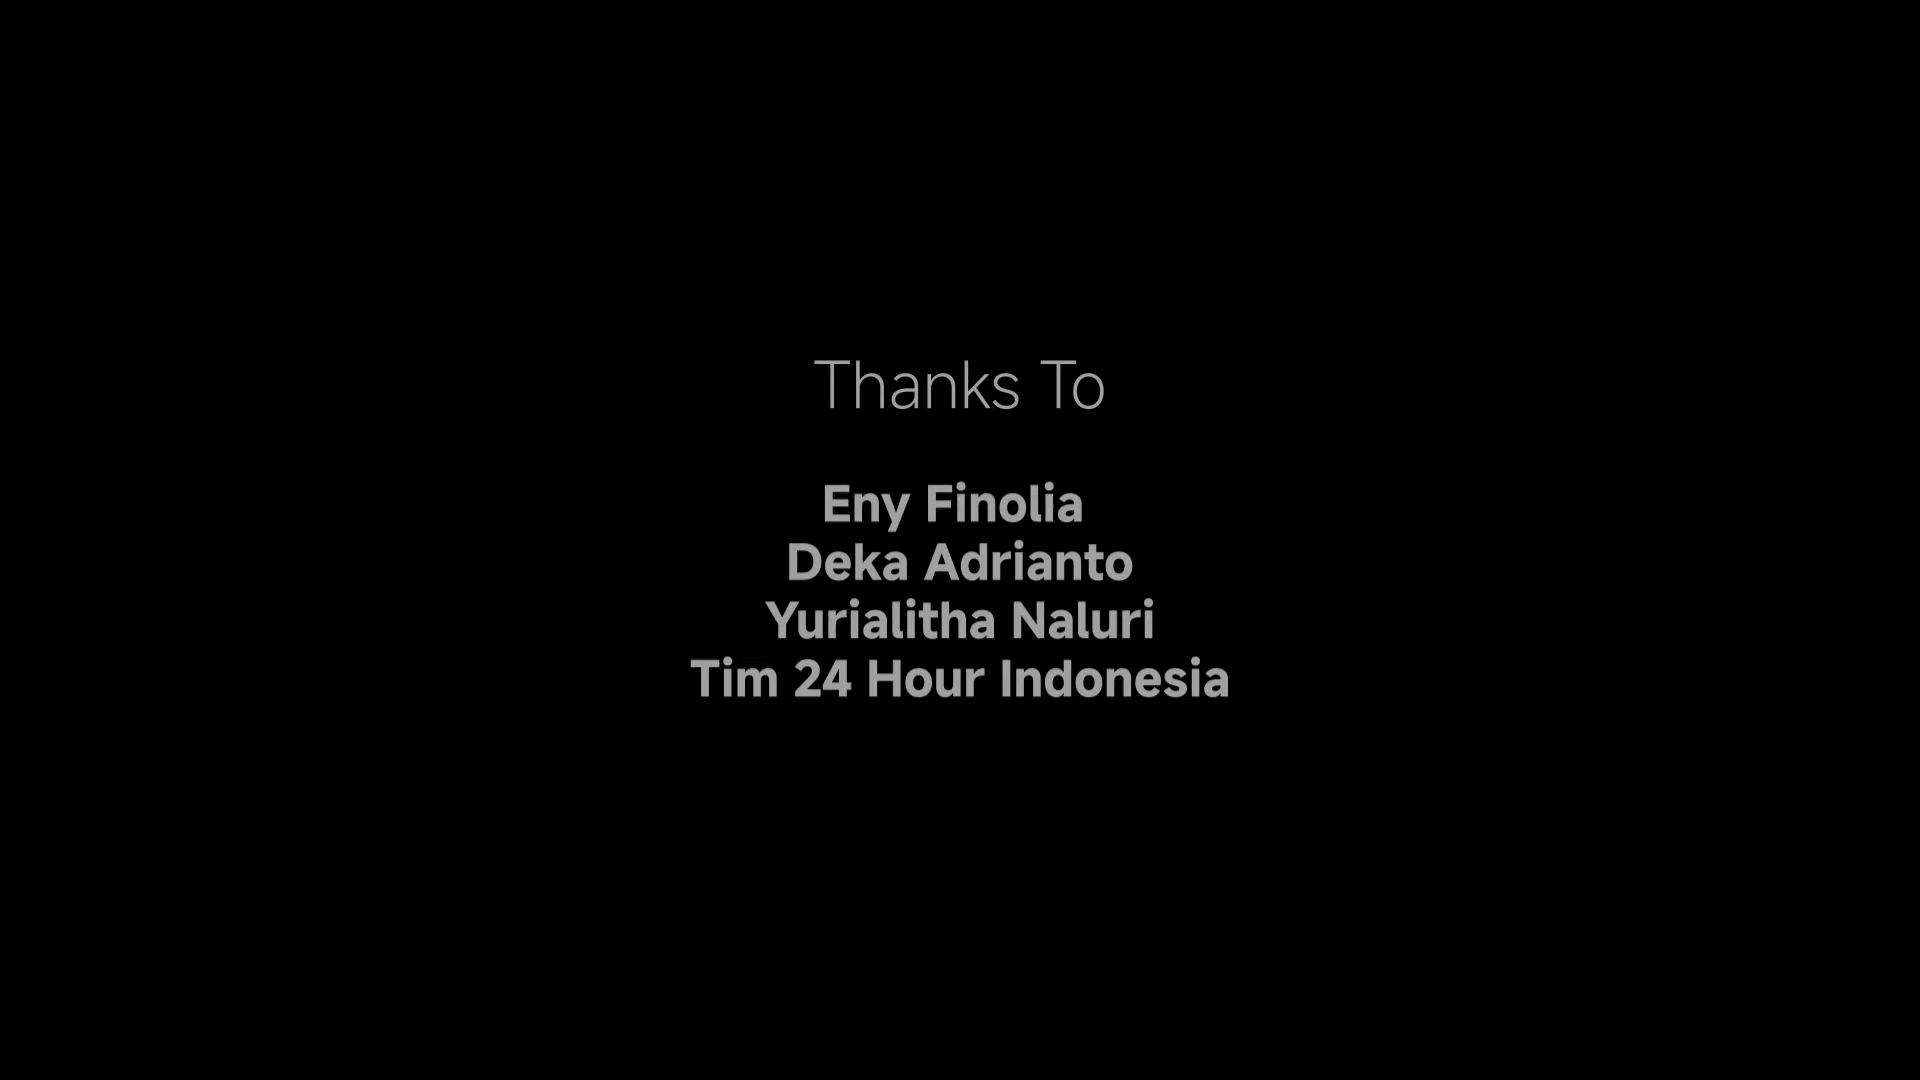 Thanks To
Eny Finolia
Deka Adrianto
Yurialitha Naluri
Tim 24 Hour Indonesia